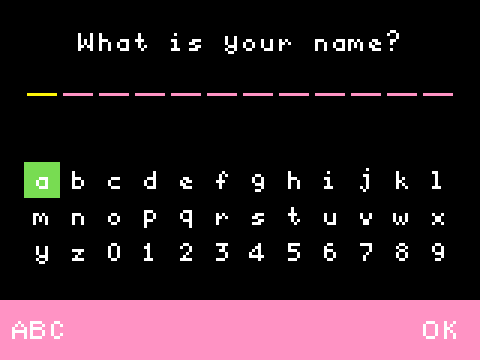 What is your name?
a b c d e f g h i j k l
m n o p q r s t u v w x
y z 0 1 2 3 4 5 6 7 8 9
ABC OK